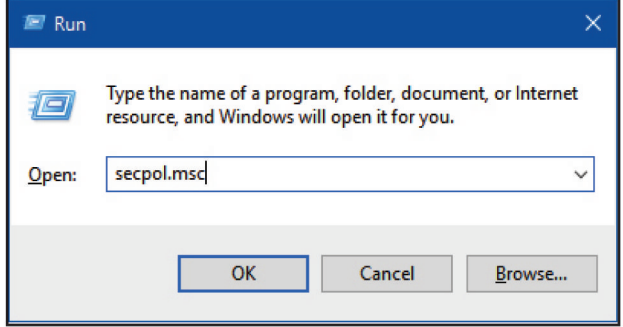 Run
Type the name of a program, folder, document, or Internet
resource, and Windows will open it for you.
Open: secpol.msc
OK Cancel Browse...